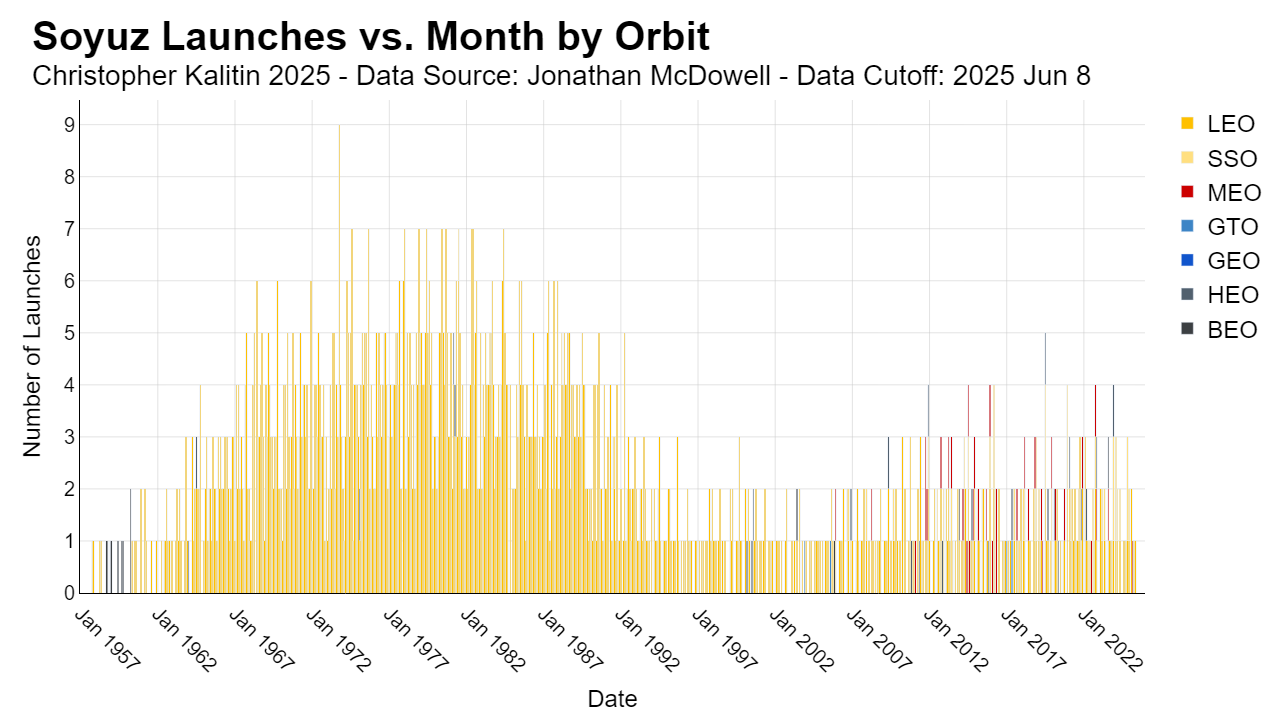 Soyuz Launches vs. Month by Orbit
Christopher Kalitin 2025 - Data Source: Jonathan McDowell - Data Cutoff: 2025 Jun 8
Number of Launches
9
8
7
6
5
4
3
2
1
0
Jan 1957
Jan 1962
Jan 1967
Jan 1972
Jan 1977
Jan 1982
Jan 1987
Jan 1992
Jan 1997
Jan 2002
Jan 2007
Jan 2012
Jan 2017
Jan 2022
Date
LEO
SSO
MEO
GTO
GEO
HEO
BEO